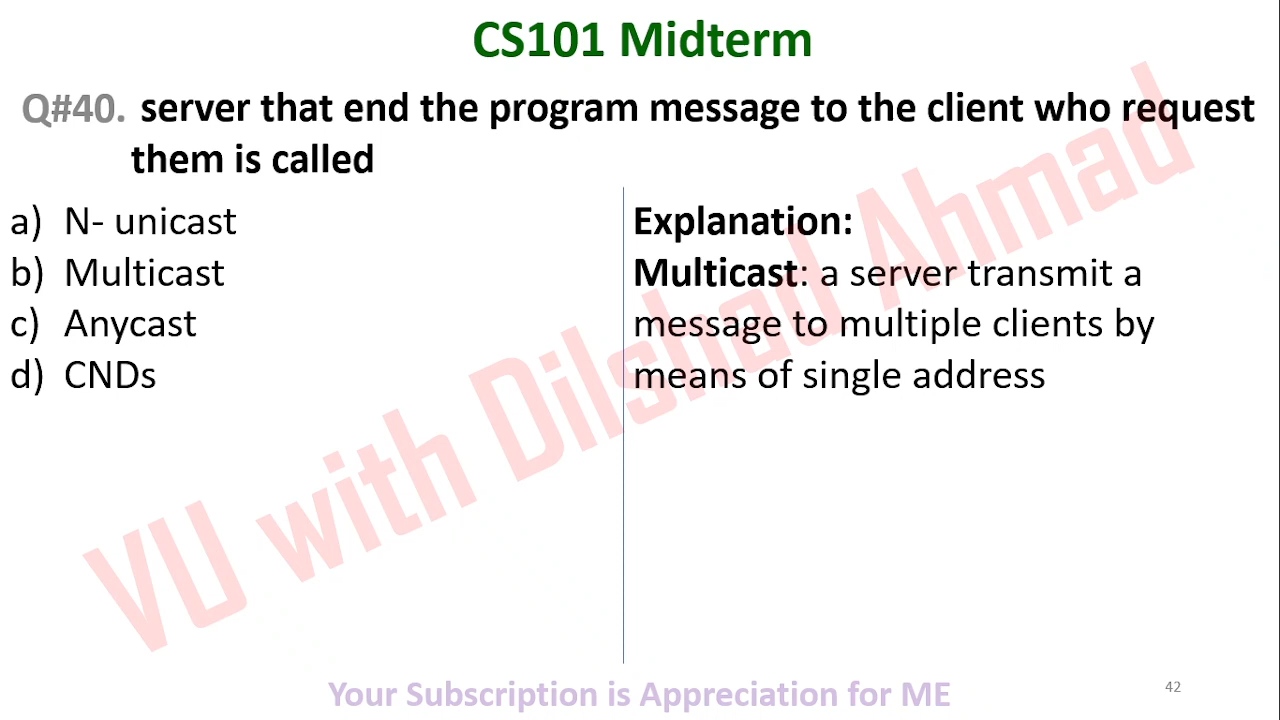 CS101 Midterm
Q#40. server that end the program message to the client who request
them is called
a) N- unicast
b) Multicast
c) Anycast
d) CNDs
Explanation:
Multicast: a server transmit a
message to multiple clients by
means of single address
VU with Dilshad Ahmad
Your Subscription is Appreciation for ME
42